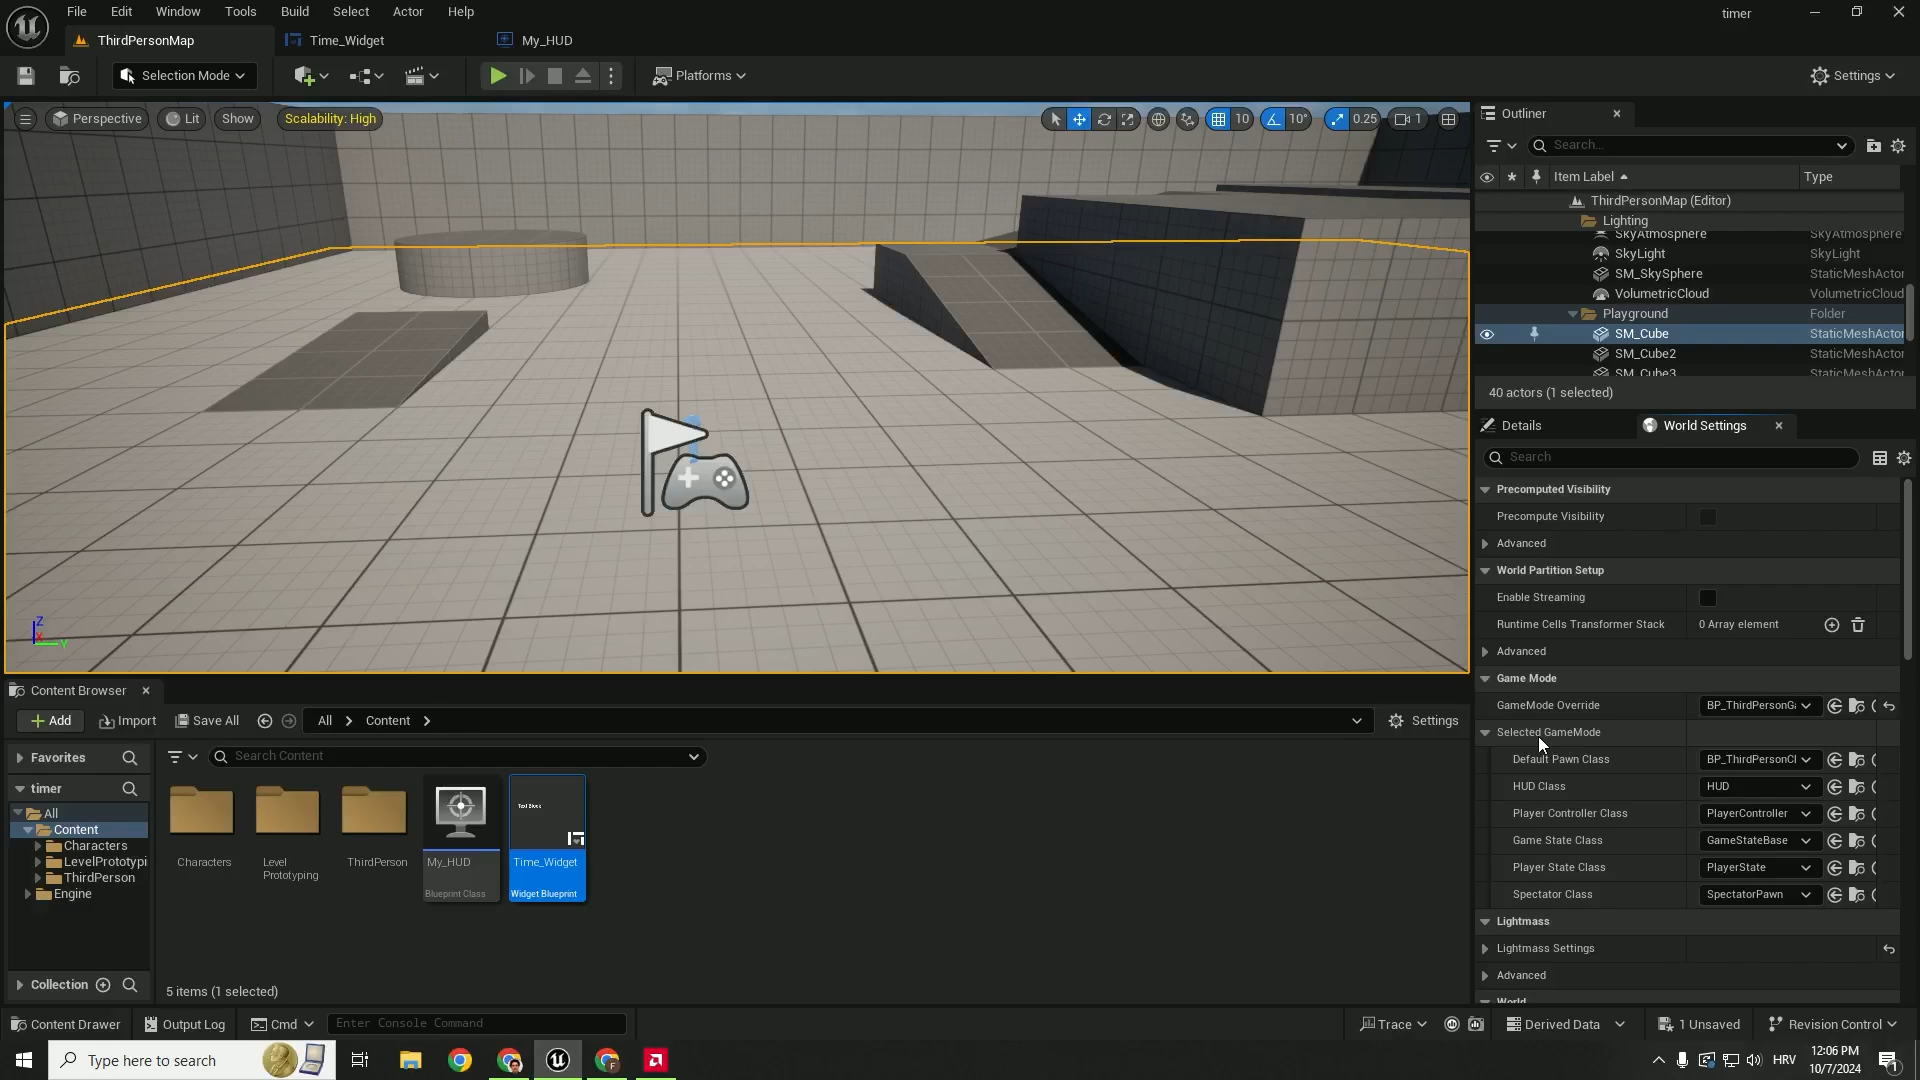 File Edit Window Tools Build Select Actor Help
timer
ThirdPersonMap
Time_Widget
My_HUD
Selection Mode
Platforms
Settings
Perspective
Lit
Show
Scalability: High
10
10°
0.25
1
Outliner
Search...
Item Label
Type
ThirdPersonMap (Editor)
Lighting
SkyAtmosphere SkyAtmosphere
SkyLight SkyLight
SM_SkySphere StaticMeshActor
VolumetricCloud VolumetricCloud
Playground Folder
SM_Cube StaticMeshActor
SM_Cube2 StaticMeshActor
SM_Cube3 StaticMeshActor
40 actors (1 selected)
Details
World Settings
Search
Precomputed Visibility
Precompute Visibility
Advanced
World Partition Setup
Enable Streaming
Runtime Cells Transformer Stack 0 Array element
Advanced
Game Mode
GameMode Override BP_ThirdPersonGa
Selected GameMode
Default Pawn Class BP_ThirdPersonCl
HUD Class HUD
Player Controller Class PlayerController
Game State Class GameStateBase
Player State Class PlayerState
Spectator Class SpectatorPawn
Lightmass
Lightmass Settings
Advanced
World
Z
X
Y
Content Browser
Add
Import
Save All
All
Content
Settings
Favorites
timer
All
Content
Characters
LevelPrototypi
ThirdPerson
Engine
Collection
Search Content
Characters
Level
Prototyping
ThirdPerson
My_HUD
Blueprint Class
Text Block
Time_Widget
Widget Blueprint
5 items (1 selected)
Content Drawer
Output Log
Cmd
Enter Console Command
Trace
Derived Data
1 Unsaved
Revision Control
Type here to search
F
HRV
12:06 PM
10/7/2024
1